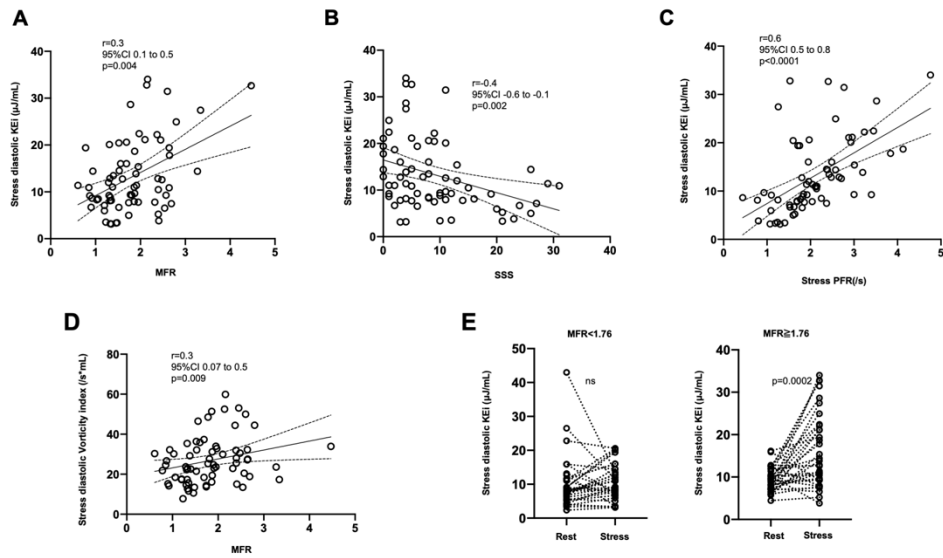 A
r=0.3
95%CI 0.1 to 0.5
p=0.004
Stress diastolic KEi (μJ/mL)
40
30
20
10
0
0
1
2
3
4
5
MFR
B
r=-0.4
95%CI -0.6 to -0.1
p=0.002
Stress diastolic KEi (μJ/mL)
40
30
20
10
0
0
10
20
30
40
SSS
C
r=0.6
95%CI 0.5 to 0.8
p<0.0001
Stress diastolic KEi (μJ/mL)
40
30
20
10
0
0
1
2
3
4
5
Stress PFR(/s)
D
r=0.3
95%CI 0.07 to 0.5
p=0.009
Stress diastolic Vorticity index (/s*mL)
80
60
40
20
0
0
1
2
3
4
5
MFR
E
MFR<1.76
ns
Stress diastolic KEI (μJ/mL)
50
40
30
20
10
0
Rest Stress
MFR≧1.76
p=0.0002
Stress diastolic KEI (μJ/mL)
40
30
20
10
0
Rest Stress